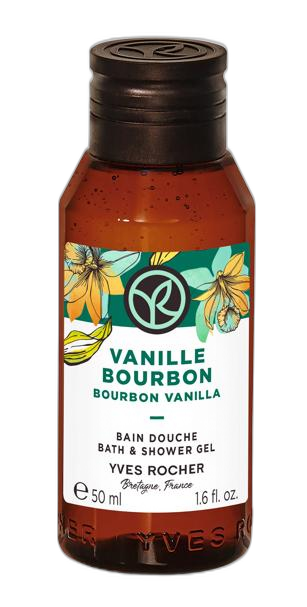 VANILLE
BOURBON
BOURBON VANILLA
BAIN DOUCHE
BATH & SHOWER GEL
YVES ROCHER
Bretagne, France
℮ 50 ml 1.6 fl. oz.
YVES